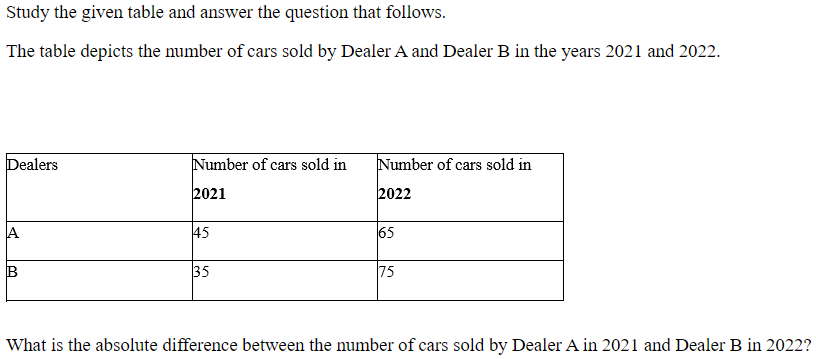 Study the given table and answer the question that follows.
The table depicts the number of cars sold by Dealer A and Dealer B in the years 2021 and 2022.
Dealers Number of cars sold in 2021 Number of cars sold in 2022
A 45 65
B 35 75
What is the absolute difference between the number of cars sold by Dealer A in 2021 and Dealer B in 2022?